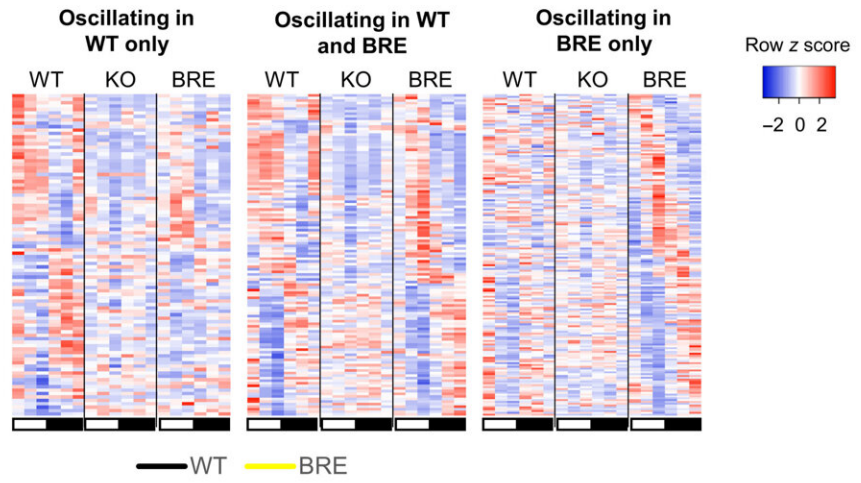 Oscillating in
WT only
Oscillating in WT
and BRE
Oscillating in
BRE only
Row z score
WT KO BRE
WT KO BRE
WT KO BRE
−2 0 2
WT BRE